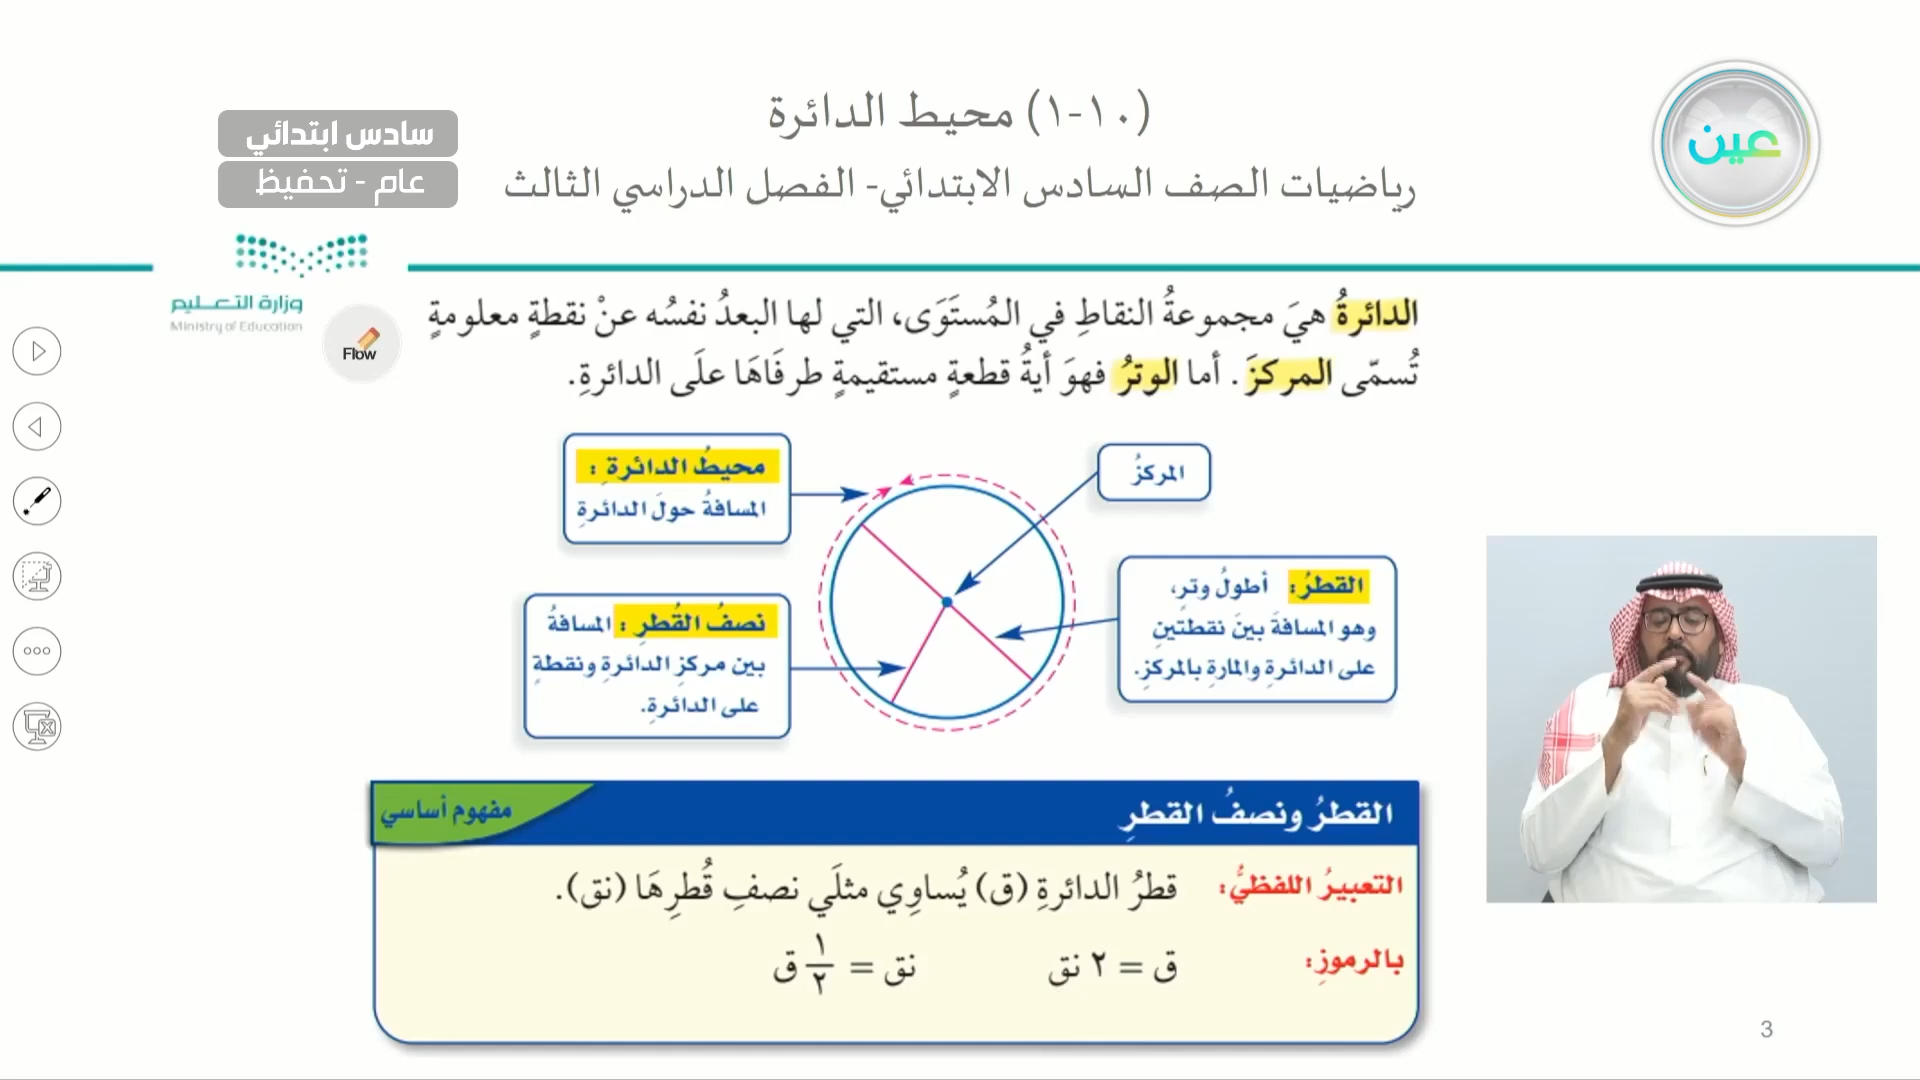 (١٠-١) محيط الدائرة
رياضيات الصف السادس الابتدائي- الفصل الدراسي الثالث
سادس ابتدائي
عام - تحفيظ
عين
وزارة التعـــليم
Ministry of Education
Flow
الدائرةُ هيَ مجموعةُ النقاطِ في المُستَوَى، التي لها البعدُ نفسُه عنْ نقطةٍ معلومةٍ
تُسمّى المركزَ. أما الوترُ فهوَ أيةُ قطعةٍ مستقيمةٍ طرفَاهَا علَى الدائرةِ.
المركزُ
محيطُ الدائرةِ :
المسافةُ حولَ الدائرةِ
القطرُ: أطولُ وترٍ،
وهو المسافةَ بينَ نقطتَينِ
على الدائرةِ والمارةِ بالمركزِ.
نصفُ القُطرِ : المسافةُ
بين مركزِ الدائرةِ ونقطةٍ
على الدائرةِ.
القطرُ ونصفُ القطرِ
مفهوم أساسي
التعبيرُ اللفظيُّ: قطرُ الدائرةِ (ق) يُساوِي مثلَي نصفِ قُطرِهَا (نق).
بالرموزِ: ق = ٢ نق نق = ١/٢ ق
3